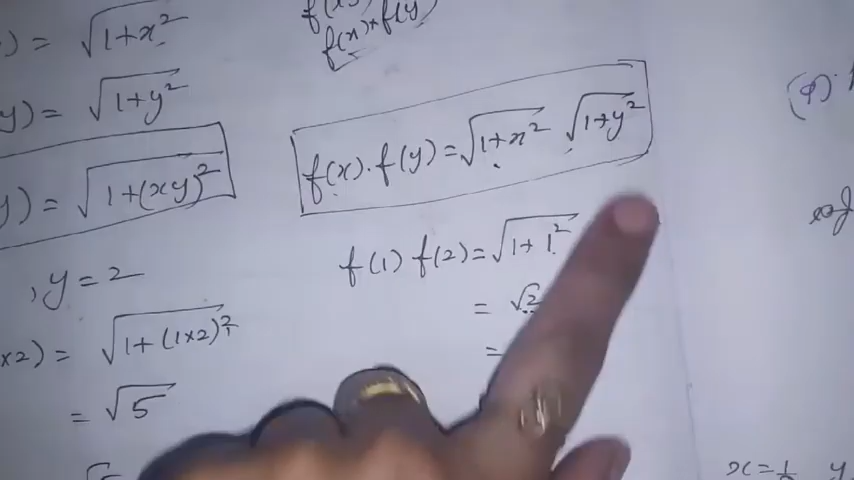 ) = √(1+x²)
f(x)+f(y)
y) = √(1+y²)
f(x).f(y) = √(1+x²) √(1+y²)
y) = √(1+(xy)²)
, y = 2
f(1) f(2) = √(1+1²)
x2) = √(1+(1x2)²)
= √2
= √5
=
x = 1